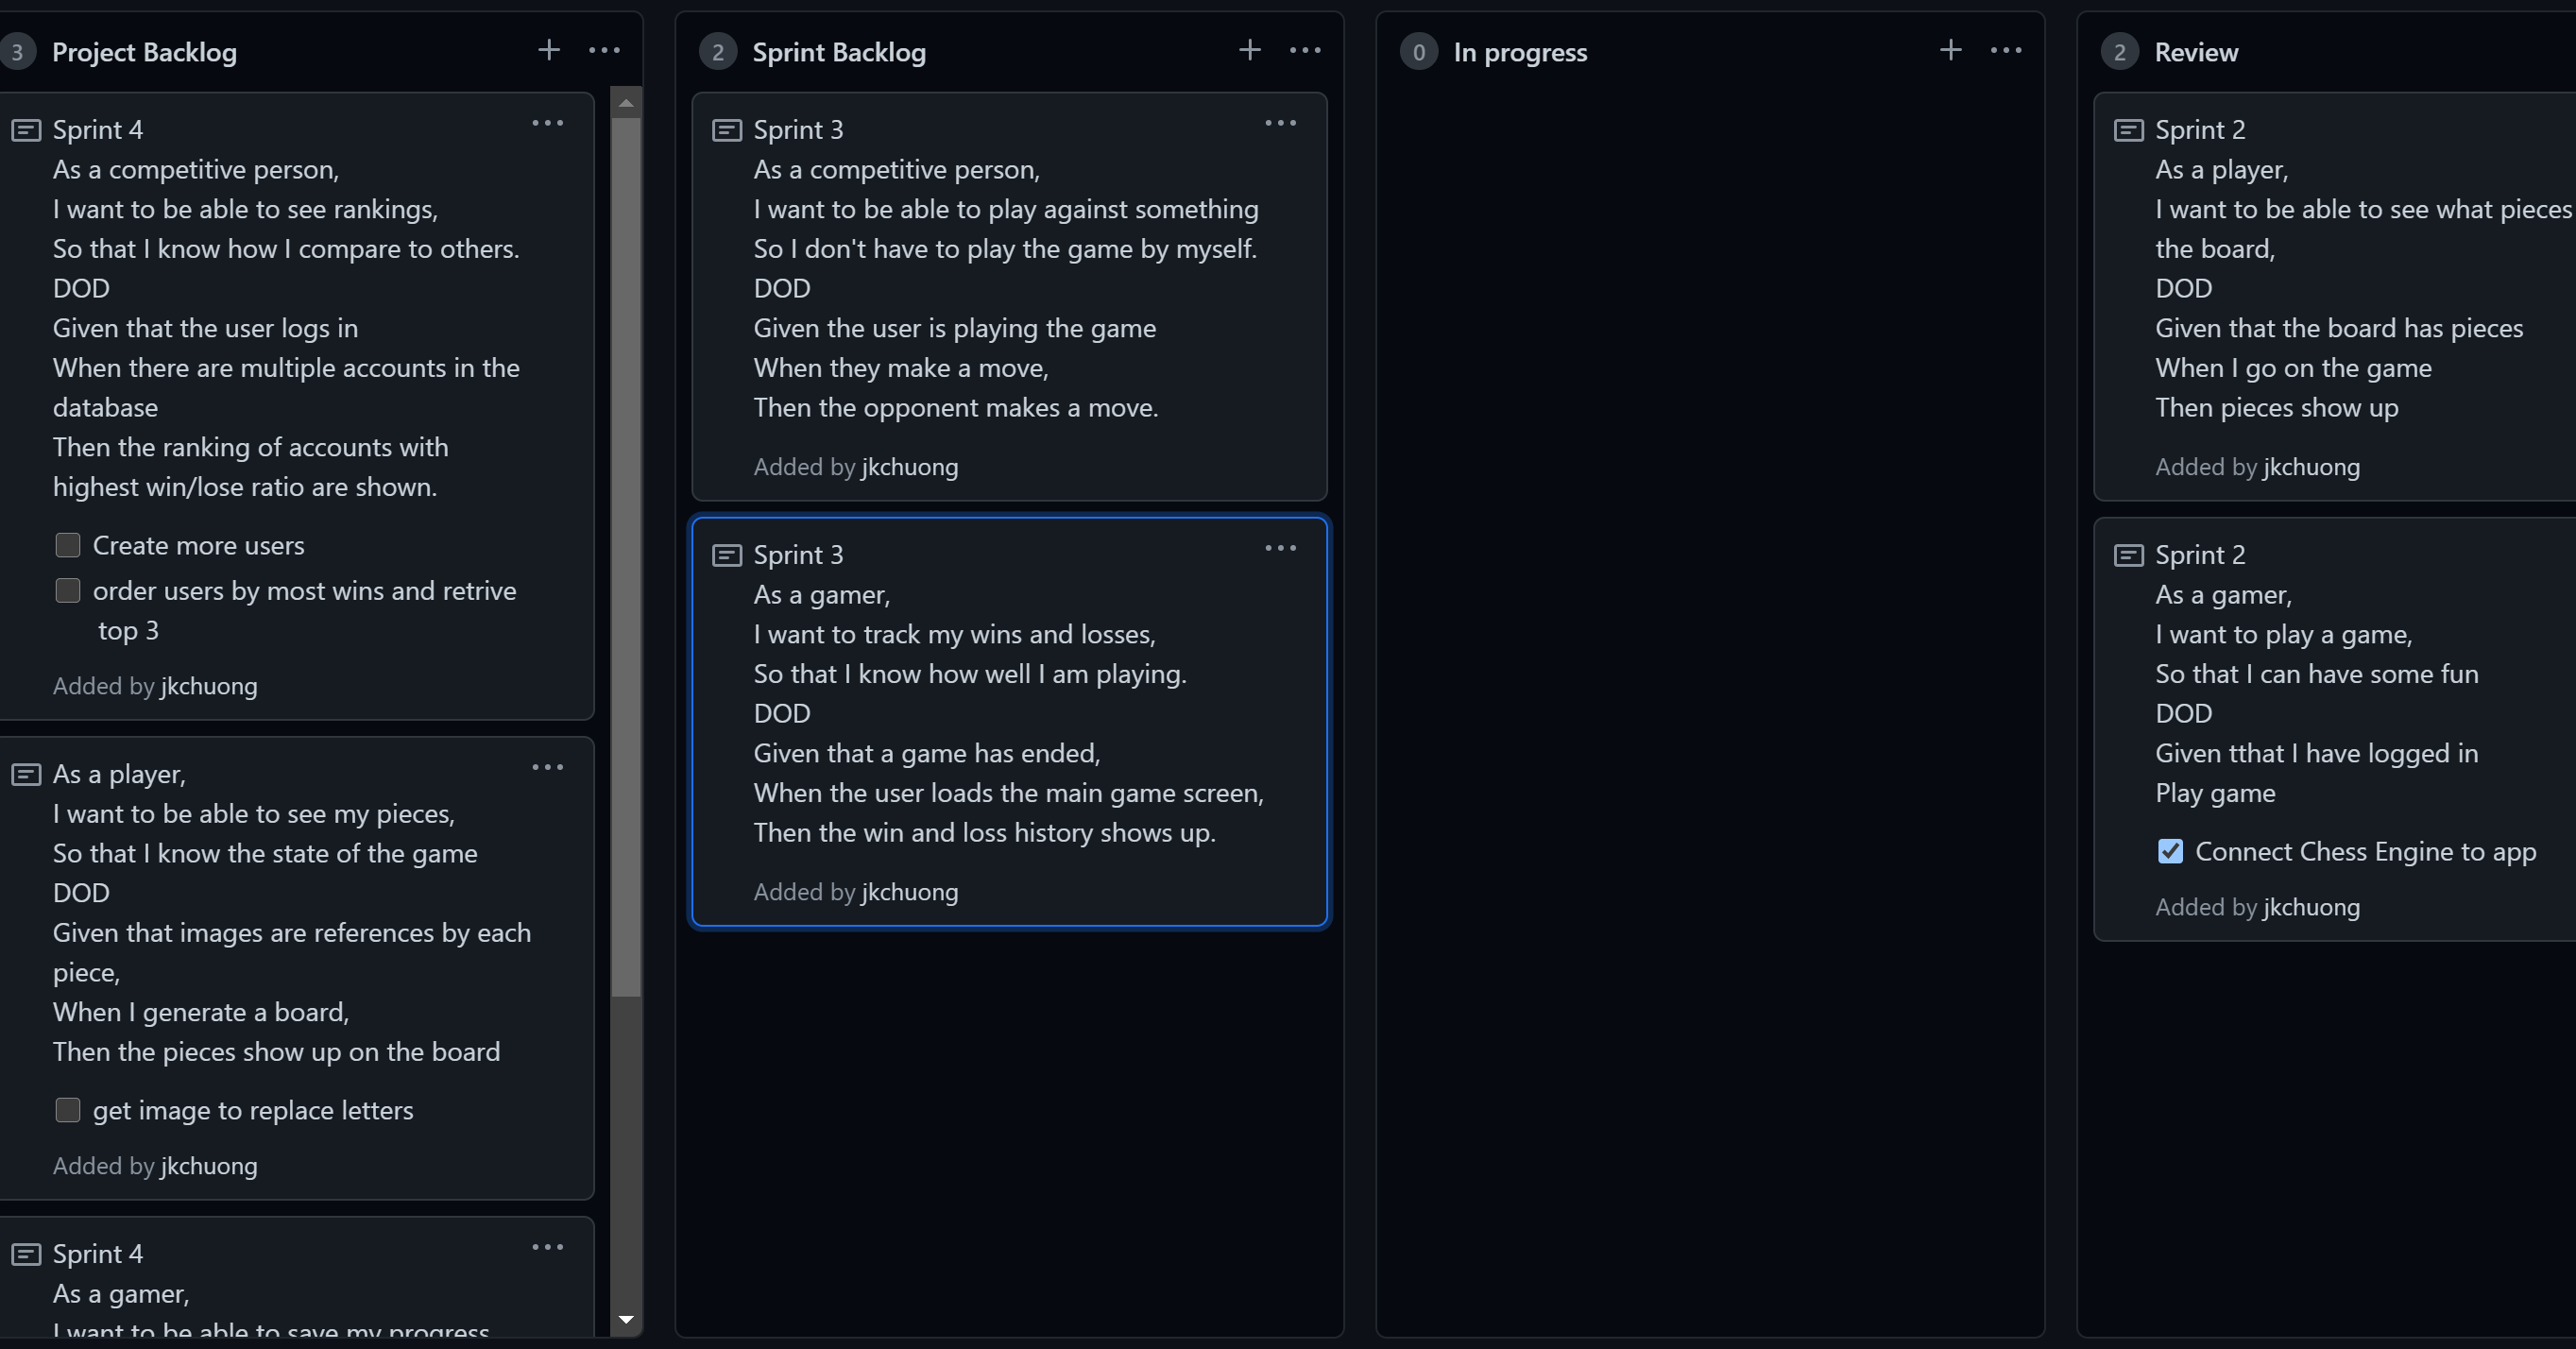 3 Project Backlog
Sprint 4
As a competitive person,
I want to be able to see rankings,
So that I know how I compare to others.
DOD
Given that the user logs in
When there are multiple accounts in the
database
Then the ranking of accounts with
highest win/lose ratio are shown.
Create more users
order users by most wins and retrive
top 3
Added by jkchuong
As a player,
I want to be able to see my pieces,
So that I know the state of the game
DOD
Given that images are references by each
piece,
When I generate a board,
Then the pieces show up on the board
get image to replace letters
Added by jkchuong
Sprint 4
As a gamer,
I want to be able to save my progress
2 Sprint Backlog
Sprint 3
As a competitive person,
I want to be able to play against something
So I don't have to play the game by myself.
DOD
Given the user is playing the game
When they make a move,
Then the opponent makes a move.
Added by jkchuong
Sprint 3
As a gamer,
I want to track my wins and losses,
So that I know how well I am playing.
DOD
Given that a game has ended,
When the user loads the main game screen,
Then the win and loss history shows up.
Added by jkchuong
0 In progress
2 Review
Sprint 2
As a player,
I want to be able to see what pieces
the board,
DOD
Given that the board has pieces
When I go on the game
Then pieces show up
Added by jkchuong
Sprint 2
As a gamer,
I want to play a game,
So that I can have some fun
DOD
Given tthat I have logged in
Play game
Connect Chess Engine to app
Added by jkchuong